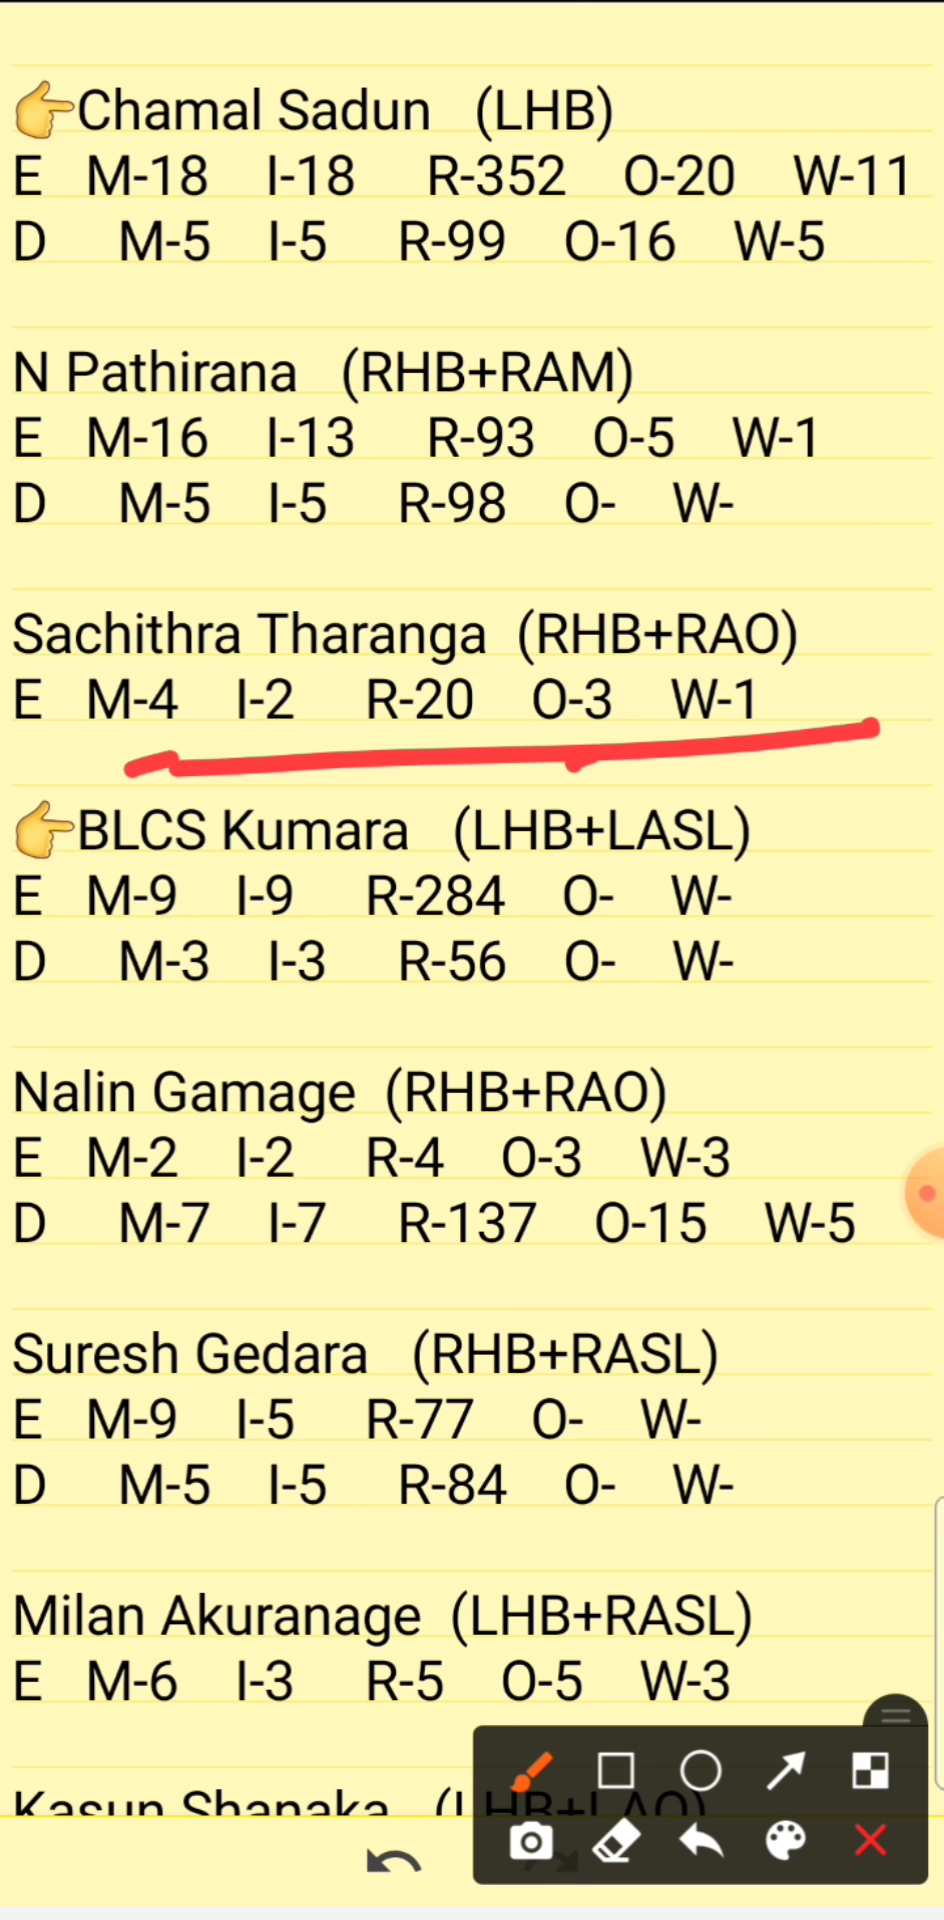 👉Chamal Sadun (LHB)
E M-18 I-18 R-352 O-20 W-11
D M-5 I-5 R-99 O-16 W-5
N Pathirana (RHB+RAM)
E M-16 I-13 R-93 O-5 W-1
D M-5 I-5 R-98 O- W-
Sachithra Tharanga (RHB+RAO)
E M-4 I-2 R-20 O-3 W-1
👉BLCS Kumara (LHB+LASL)
E M-9 I-9 R-284 O- W-
D M-3 I-3 R-56 O- W-
Nalin Gamage (RHB+RAO)
E M-2 I-2 R-4 O-3 W-3
D M-7 I-7 R-137 O-15 W-5
Suresh Gedara (RHB+RASL)
E M-9 I-5 R-77 O- W-
D M-5 I-5 R-84 O- W-
Milan Akuranage (LHB+RASL)
E M-6 I-3 R-5 O-5 W-3
Kasun Shanaka (LHB+LAO)